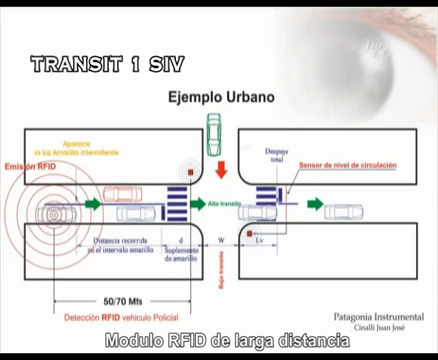 TRANSIT 1 SIV
Ejemplo Urbano
Aparece
la luz Amarilla intermitente
Despeje
total
Emisión RFID
Sensor de nivel de circulación
Alto transito
Distancia recorrida
en el intervalo amarillo
d
Suplemento
de amarillo
W
Lv
Bajo transito
50/70 Mts
Detección RFID vehiculo Policial
Patagonia Instrumental
Cinalli Juan José
Modulo RFID de larga distancia